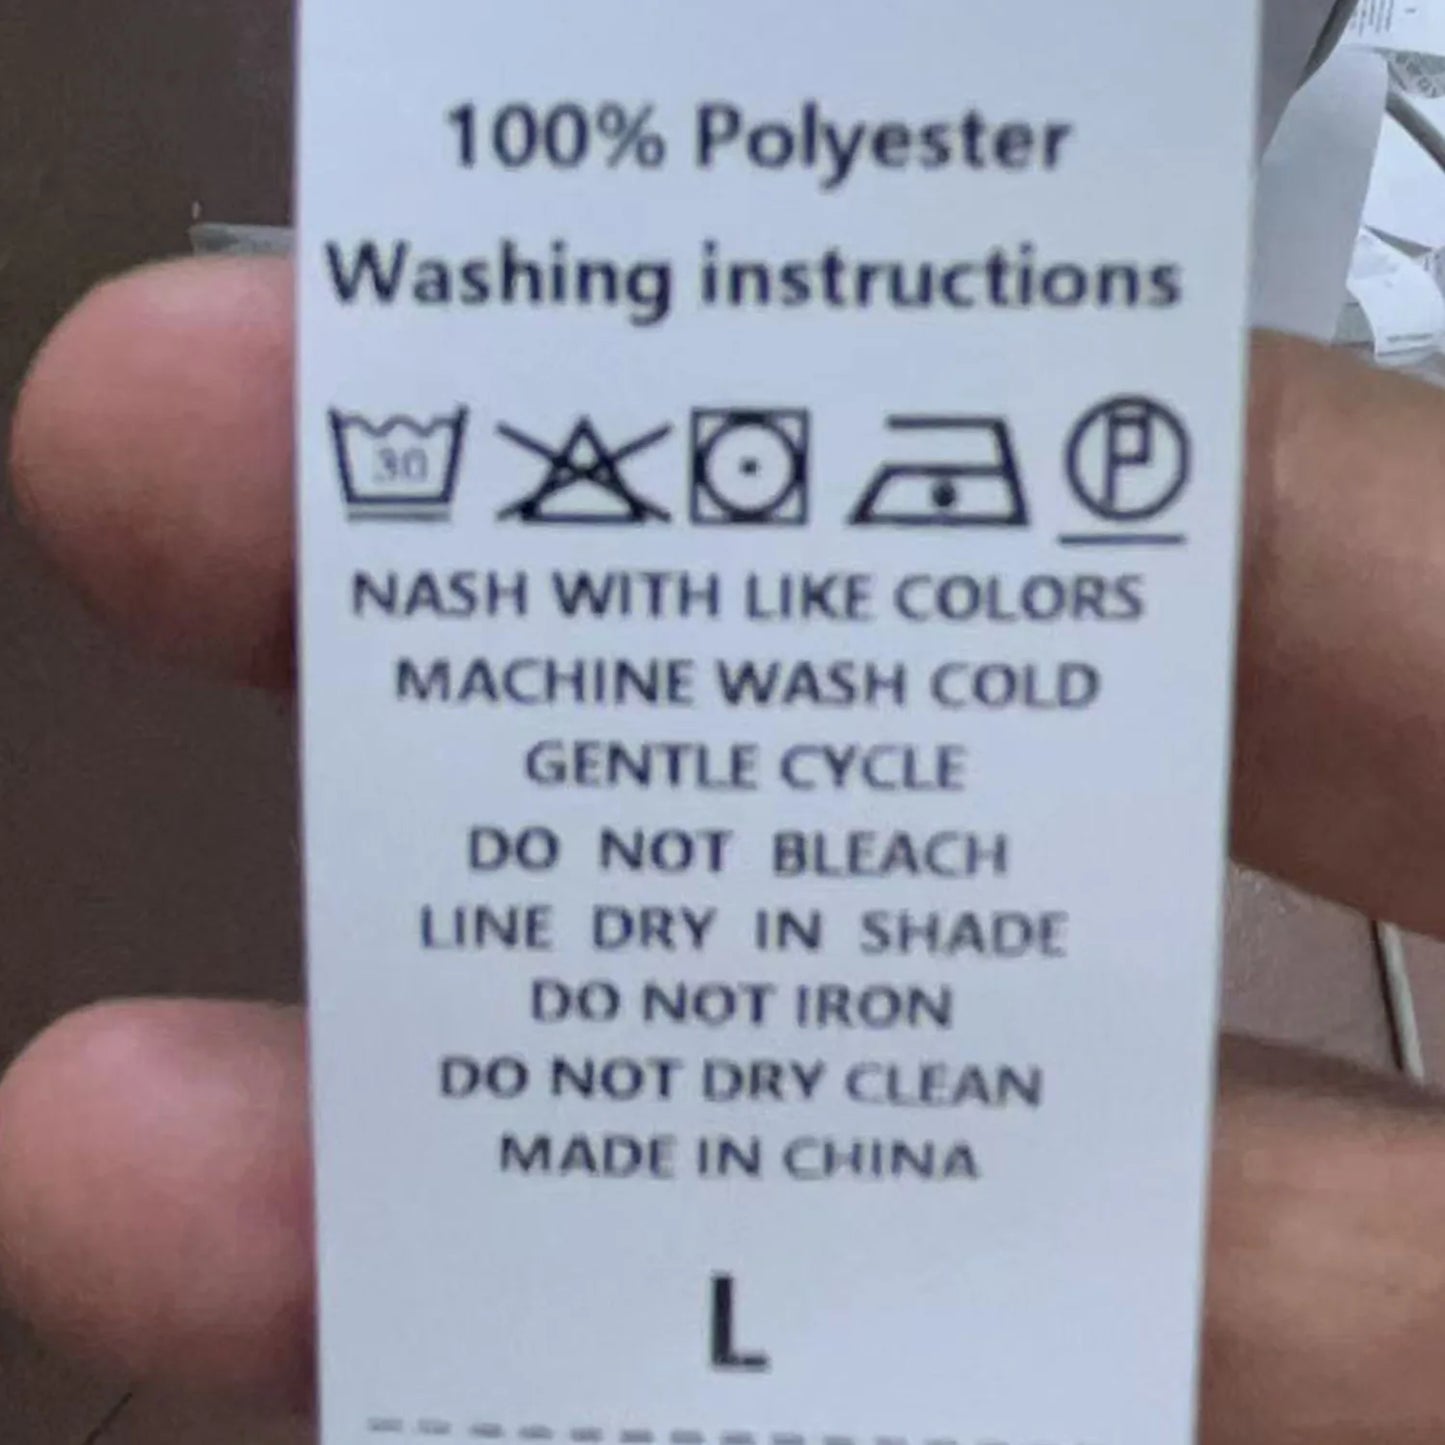 100% Polyester
Washing instructions
30 P
NASH WITH LIKE COLORS
MACHINE WASH COLD
GENTLE CYCLE
DO NOT BLEACH
LINE DRY IN SHADE
DO NOT IRON
DO NOT DRY CLEAN
MADE IN CHINA
L